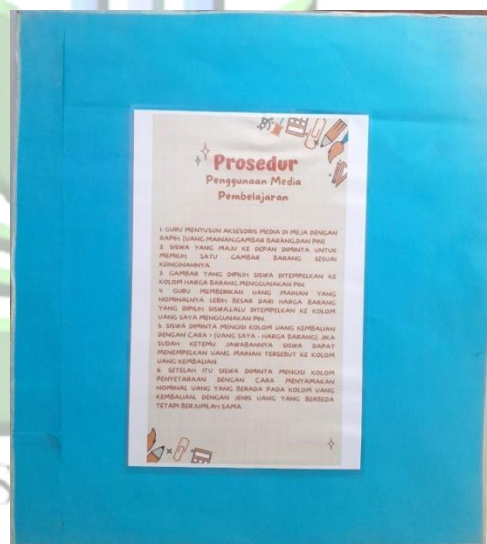 Prosedur
Penggunaan Media
Pembelajaran
1. GURU MENYUSUN AKSESORIS MEDIA DI MEJA DENGAN
RAPIH. (UANG MAINAN,GAMBAR BARANG,DAN PIN)
2. SISWA YANG MAJU KE DEPAN DIMINTA UNTUK
MEMILIH SATU GAMBAR BARANG SESUAI
KEINGINANNYA.
3. GAMBAR YANG DIPILIH SISWA DITEMPELKAN KE
KOLOM HARGA BARANG MENGGUNAKAN PIN.
4. GURU MEMBERIKAN UANG MAINAN YANG
NOMINALNYA LEBIH BESAR DARI HARGA BARANG
YANG DIPILIH SISWA,LALU DITEMPELKAN KE KOLOM
UANG SAYA MENGGUNAKAN PIN.
5. SISWA DIMINTA MENGISI KOLOM UANG KEMBALIAN
DENGAN CARA = (UANG SAYA - HARGA BARANG). JIKA
SUDAH KETEMU JAWABANNYA SISWA DAPAT
MENEMPELKAN UANG MAINAN TERSEBUT KE KOLOM
UANG KEMBALIAN.
6. SETELAH ITU SISWA DIMINTA MENGISI KOLOM
PENYETARAAN DENGAN CARA MENYAMAKAN
NOMINAL UANG YANG BERADA PADA KOLOM UANG
KEMBALIAN, DENGAN JENIS UANG YANG BERBEDA
TETAPI BERJUMLAH SAMA.